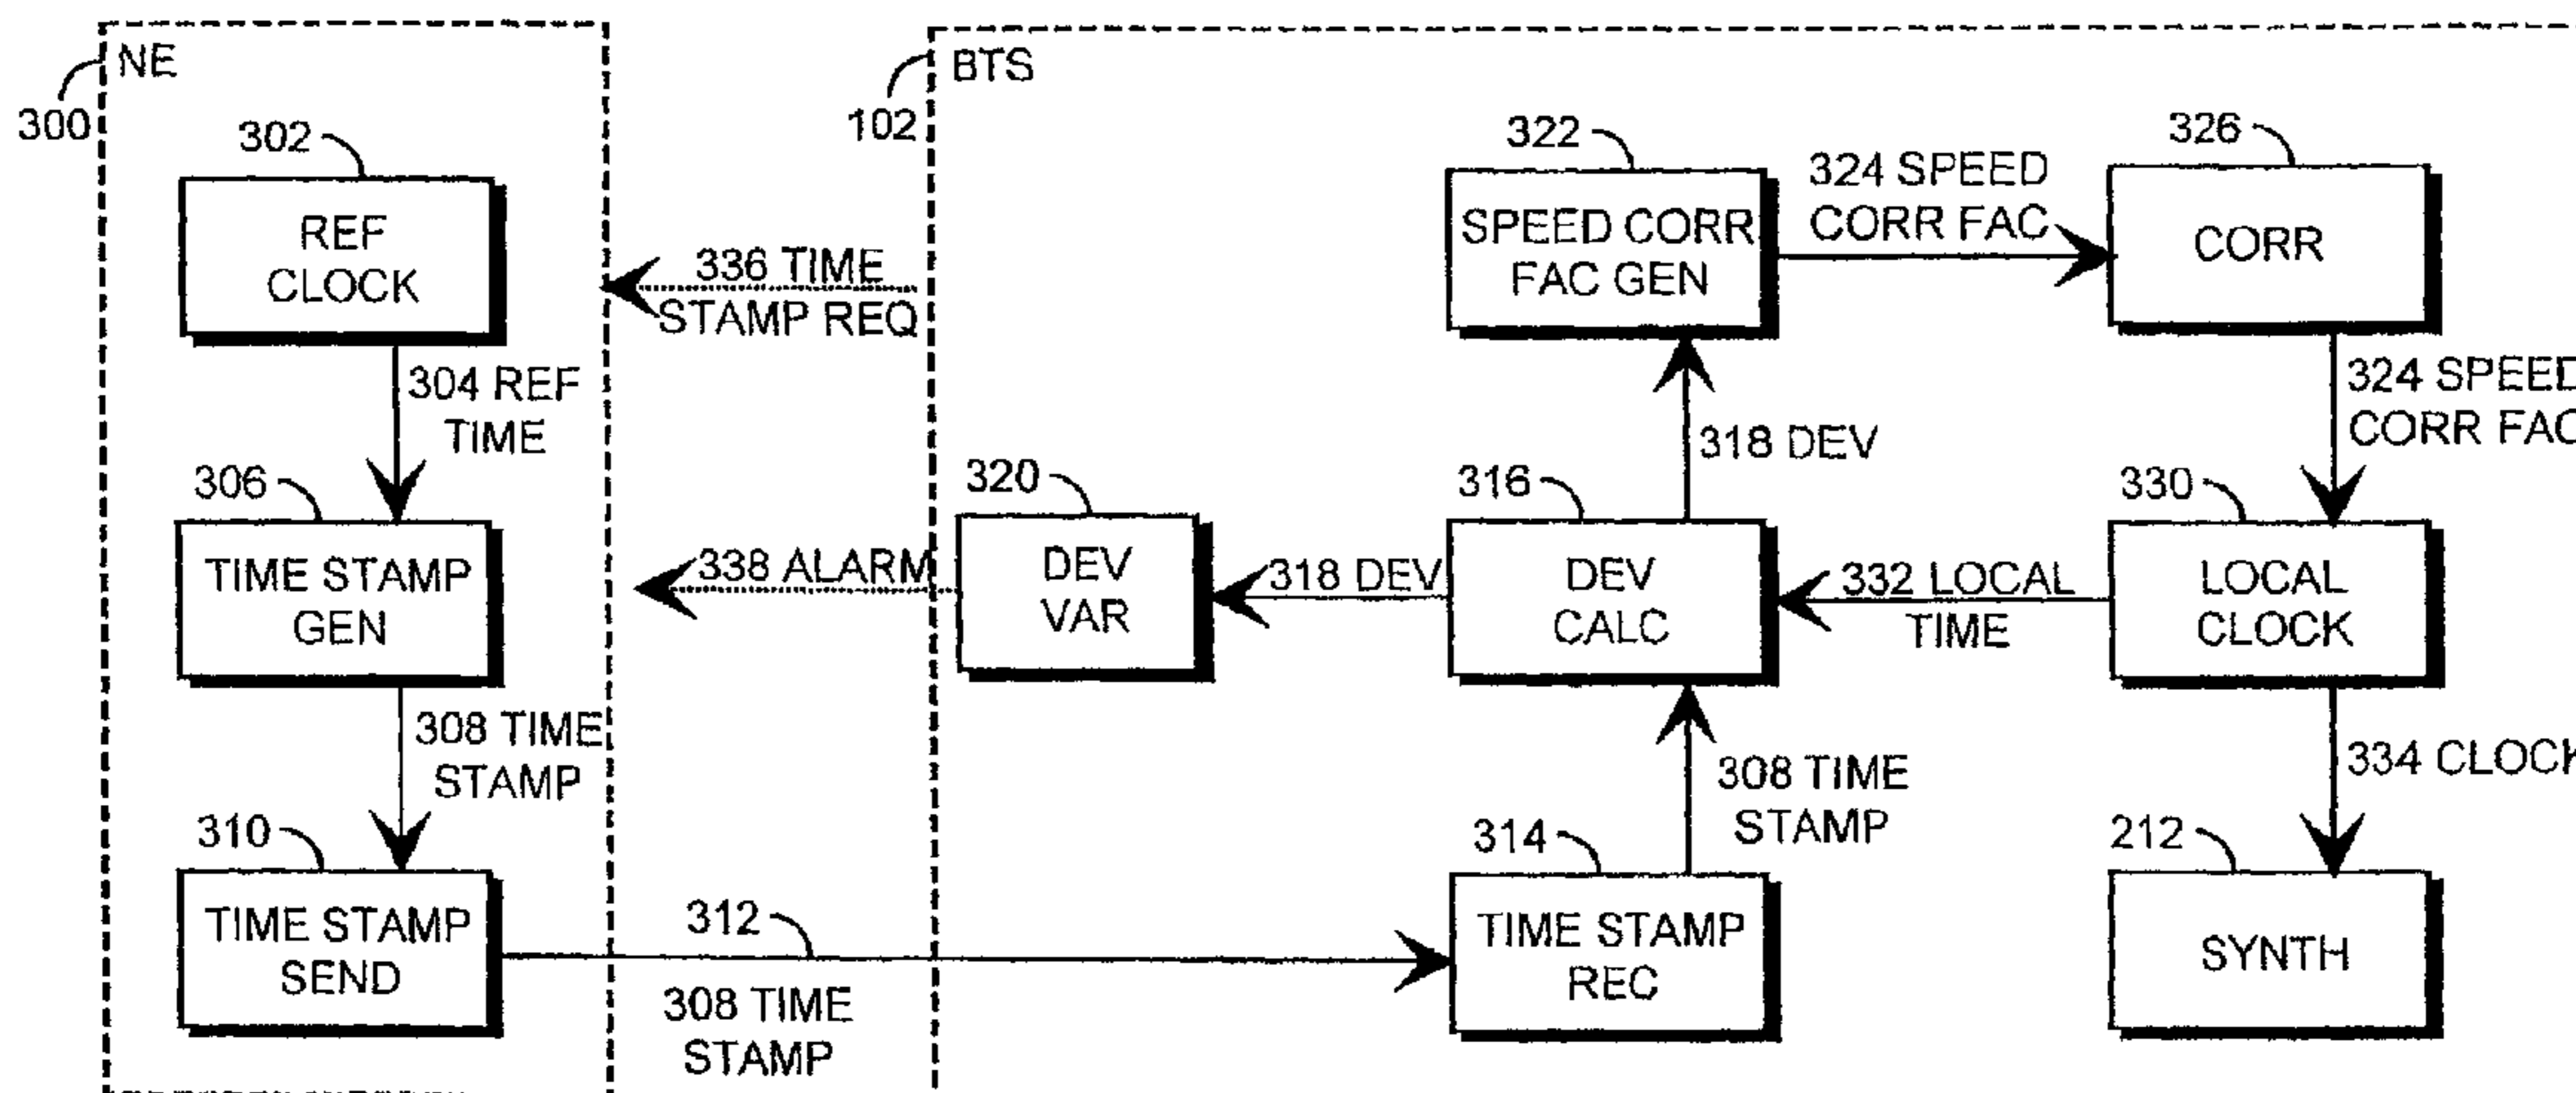 NE
300
302
REF
CLOCK
304 REF
TIME
306
TIME STAMP
GEN
308 TIME
STAMP
310
TIME STAMP
SEND
336 TIME
STAMP REQ
338 ALARM
312
308 TIME
STAMP
BTS
102
320
DEV
VAR
318 DEV
322
SPEED CORR
FAC GEN
324 SPEED
CORR FAC
318 DEV
316
DEV
CALC
332 LOCAL
TIME
308 TIME
STAMP
314
TIME STAMP
REC
326
CORR
324 SPEED
CORR FAC
330
LOCAL
CLOCK
334 CLOCK
212
SYNTH